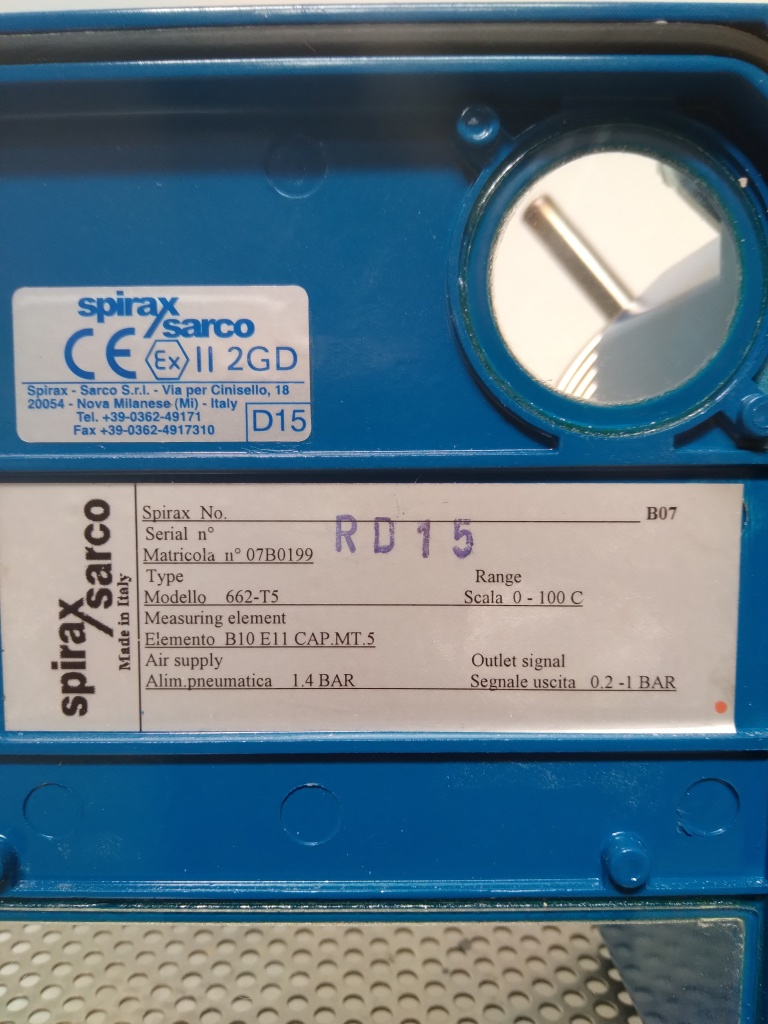 spirax
sarco
CE Ex II 2GD
Spirax - Sarco S.r.l. - Via per Cinisello, 18
20054 - Nova Milanese (Mi) - Italy
Tel. +39-0362-49171
Fax +39-0362-4917310
D15
spirax
sarco
Made in Italy
Spirax No. B07
Serial n°
RD15
Matricola n° 07B0199
Type Range
Modello 662-T5 Scala 0 - 100 C
Measuring element
Elemento B10 E11 CAP.MT.5
Air supply Outlet signal
Alim.pneumatica 1.4 BAR Segnale uscita 0.2 -1 BAR